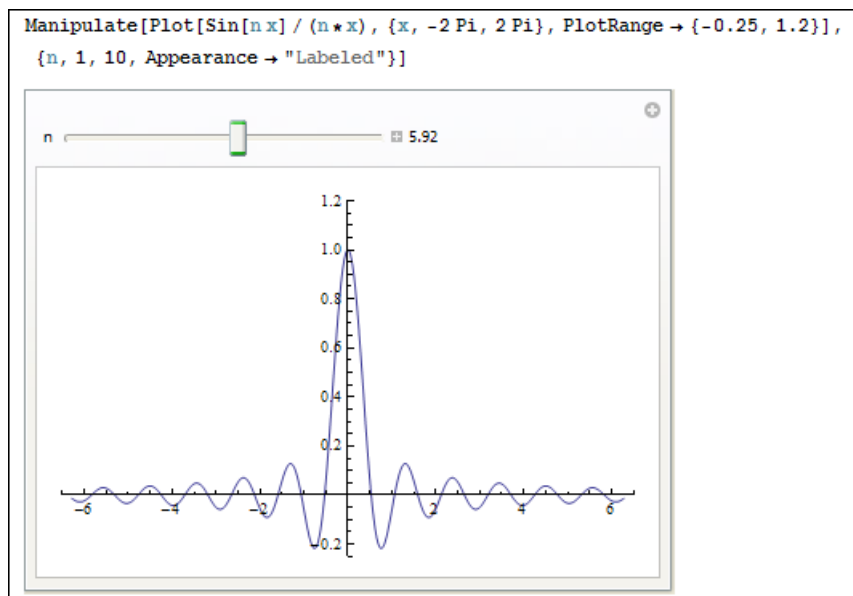 Manipulate[Plot[Sin[n x] / (n * x), {x, -2 Pi, 2 Pi}, PlotRange → {-0.25, 1.2}],
{n, 1, 10, Appearance → "Labeled"}]
n 5.92
1.2
1.0
0.8
0.6
0.4
0.2
-6 -4 -2 2 4 6
-0.2